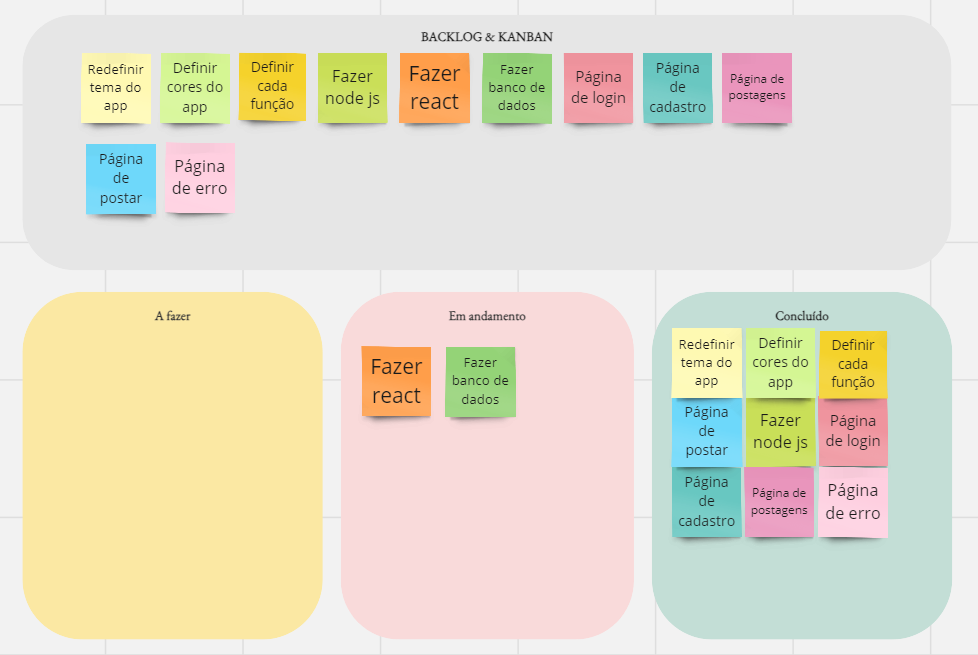 BACKLOG & KANBAN
Redefinir
tema do
app
Definir
cores do
app
Definir
cada
função
Fazer
node js
Fazer
react
Fazer
banco de
dados
Página
de login
Página
de
cadastro
Página de
postagens
Página
de
postar
Página
de erro
A fazer
Em andamento
Fazer
react
Fazer
banco de
dados
Concluído
Redefinir
tema do
app
Definir
cores do
app
Definir
cada
função
Página
de
postar
Fazer
node js
Página
de login
Página
de
cadastro
Página de
postagens
Página
de erro